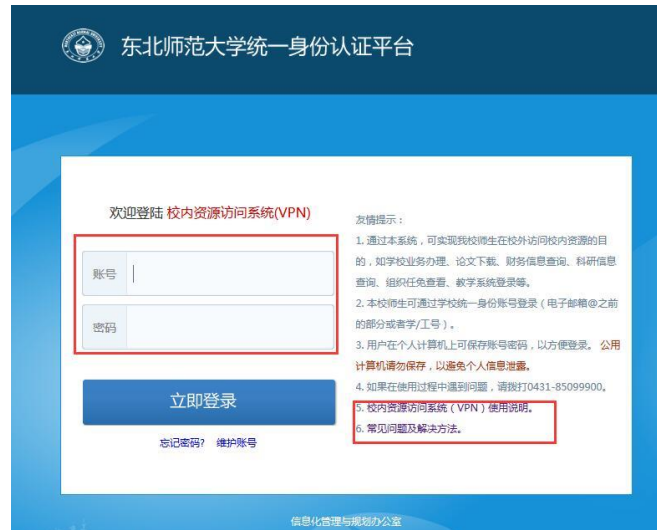 东北师范大学统一身份认证平台
欢迎登陆 校内资源访问系统(VPN)
账号
密码
立即登录
忘记密码? 维护账号
友情提示：
1. 通过本系统，可实现我校师生在校外访问校内资源的目
的，如学校业务办理、论文下载、财务信息查询、科研信息
查询、组织任免查看、教学系统登录等。
2. 本校师生可通过学校统一身份账号登录（电子邮箱@之前
的部分或者学/工号）。
3. 用户在个人计算机上可保存账号密码，以方便登录。 公用
计算机请勿保存，以避免个人信息泄露。
4. 如果在使用过程中遇到问题，请拨打0431-85099900。
5. 校内资源访问系统（VPN）使用说明。
6. 常见问题及解决方法。
信息化管理与规划办公室